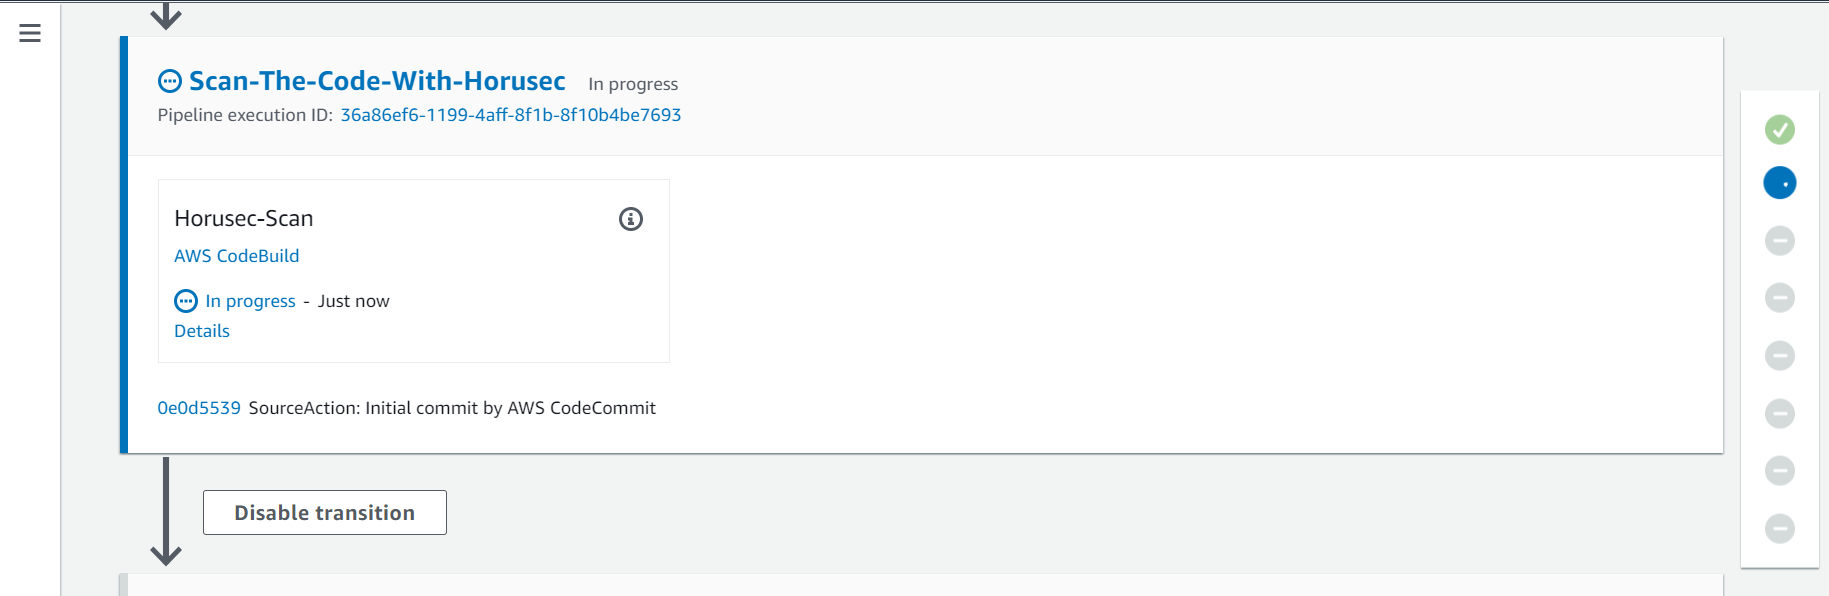 Scan-The-Code-With-Horusec In progress
Pipeline execution ID: 36a86ef6-1199-4aff-8f1b-8f10b4be7693
Horusec-Scan
AWS CodeBuild
In progress - Just now
Details
0e0d5539 SourceAction: Initial commit by AWS CodeCommit
Disable transition